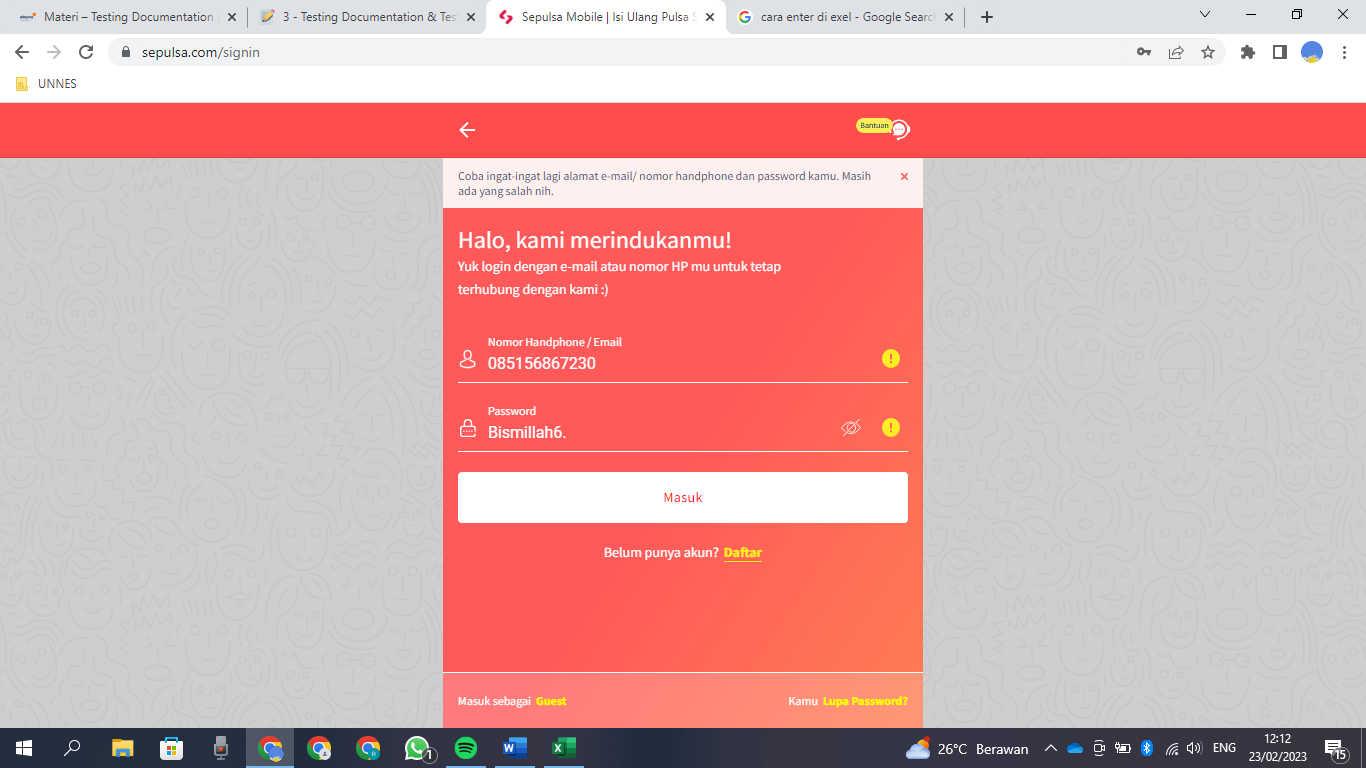 Materi – Testing Documentation
3 - Testing Documentation & Tes
Sepulsa Mobile | Isi Ulang Pulsa S
cara enter di exel - Google Searc
sepulsa.com/signin
UNNES
Bantuan
Coba ingat-ingat lagi alamat e-mail/ nomor handphone dan password kamu. Masih
ada yang salah nih.
Halo, kami merindukanmu!
Yuk login dengan e-mail atau nomor HP mu untuk tetap
terhubung dengan kami :)
Nomor Handphone / Email
085156867230
Password
Bismillah6.
Masuk
Belum punya akun? Daftar
Masuk sebagai Guest
Kamu Lupa Password?
1
26°C Berawan
ENG
12:12
23/02/2023
15